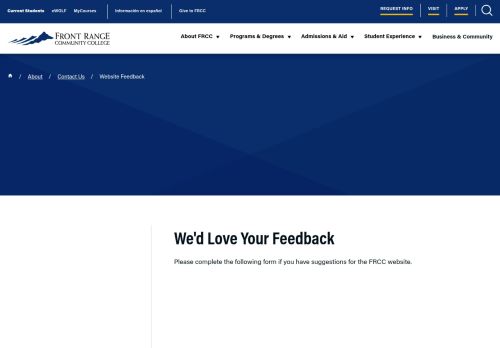 Current Students eWOLF MyCourses Información en español Give to FRCC REQUEST INFO VISIT APPLY
FRONT RANGE
COMMUNITY COLLEGE
About FRCC Programs & Degrees Admissions & Aid Student Experience Business & Community
/ About / Contact Us / Website Feedback
We'd Love Your Feedback
Please complete the following form if you have suggestions for the FRCC website.